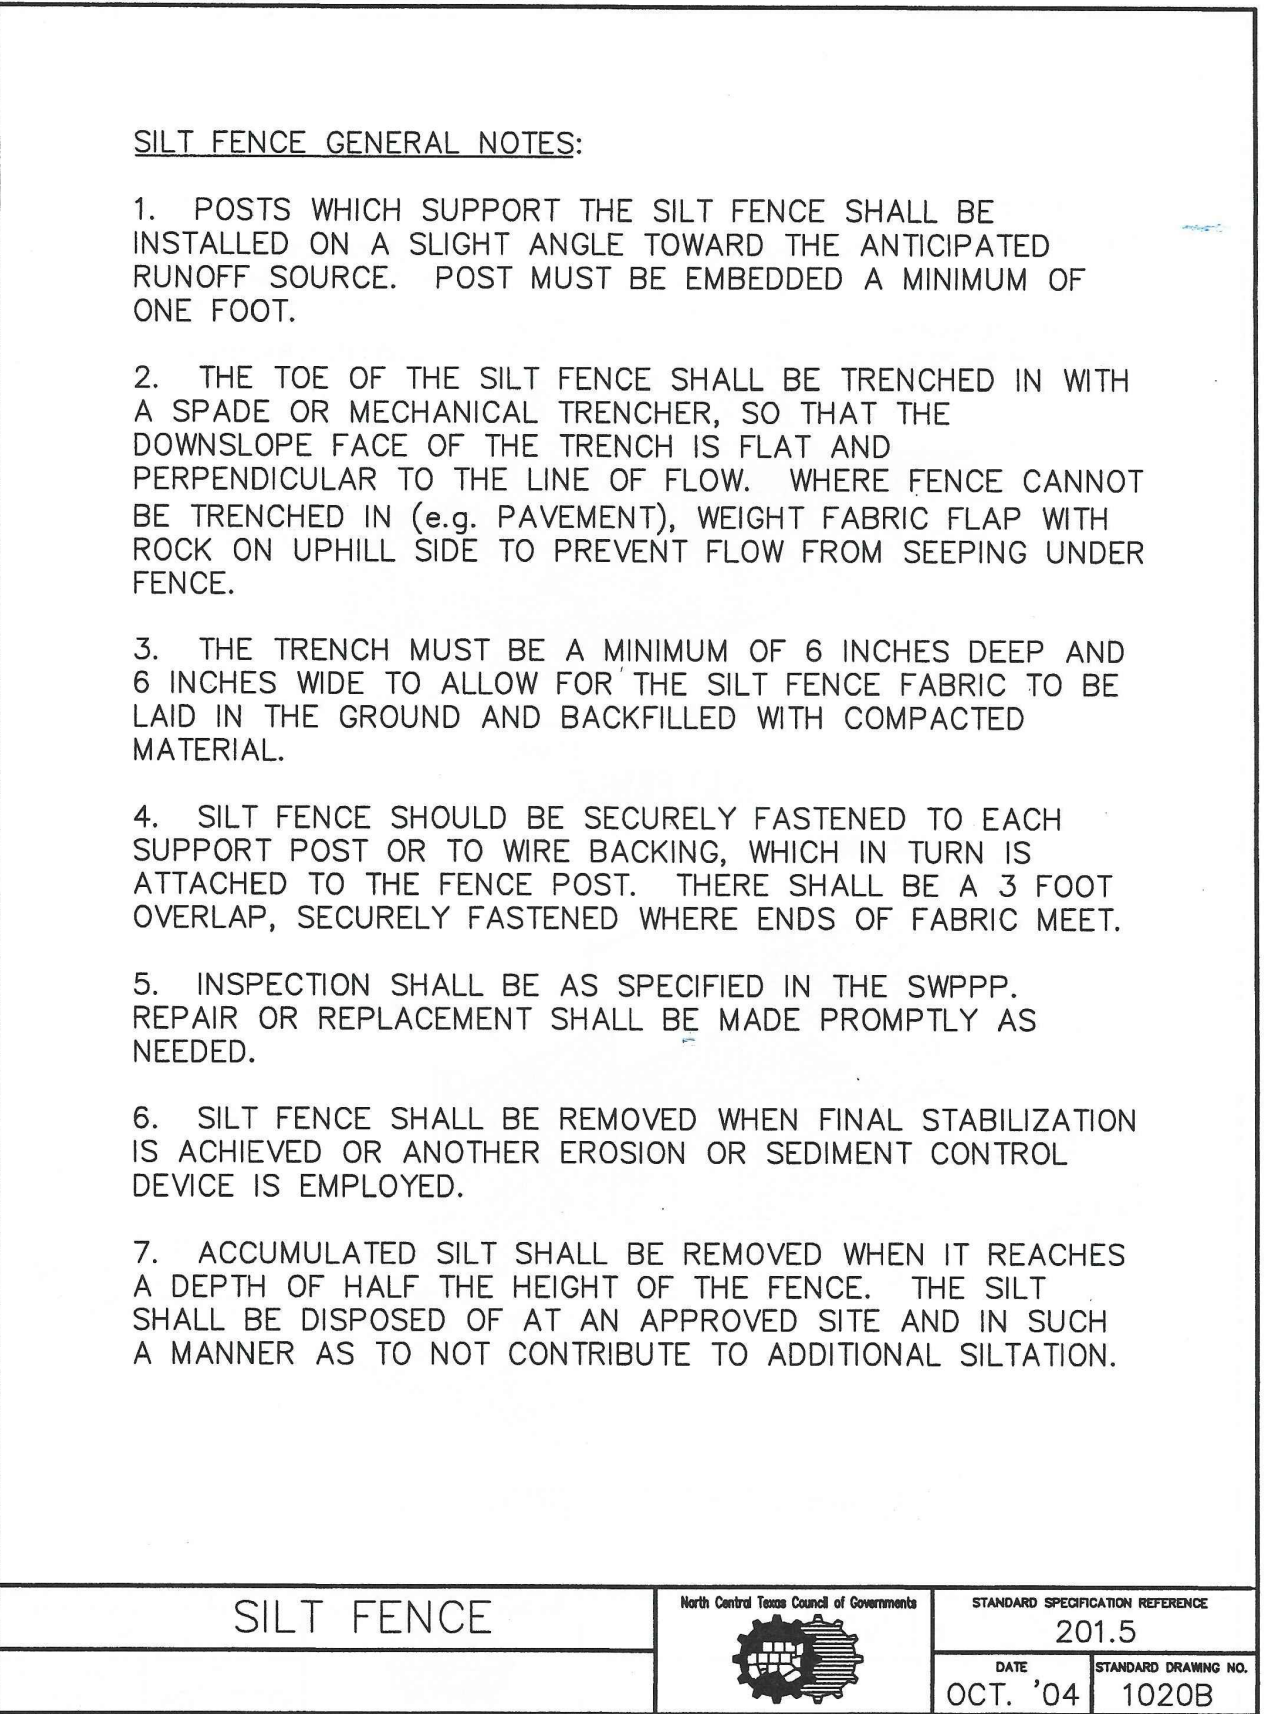 SILT FENCE GENERAL NOTES:
1. POSTS WHICH SUPPORT THE SILT FENCE SHALL BE
INSTALLED ON A SLIGHT ANGLE TOWARD THE ANTICIPATED
RUNOFF SOURCE. POST MUST BE EMBEDDED A MINIMUM OF
ONE FOOT.
2. THE TOE OF THE SILT FENCE SHALL BE TRENCHED IN WITH
A SPADE OR MECHANICAL TRENCHER, SO THAT THE
DOWNSLOPE FACE OF THE TRENCH IS FLAT AND
PERPENDICULAR TO THE LINE OF FLOW. WHERE FENCE CANNOT
BE TRENCHED IN (e.g. PAVEMENT), WEIGHT FABRIC FLAP WITH
ROCK ON UPHILL SIDE TO PREVENT FLOW FROM SEEPING UNDER
FENCE.
3. THE TRENCH MUST BE A MINIMUM OF 6 INCHES DEEP AND
6 INCHES WIDE TO ALLOW FOR THE SILT FENCE FABRIC TO BE
LAID IN THE GROUND AND BACKFILLED WITH COMPACTED
MATERIAL.
4. SILT FENCE SHOULD BE SECURELY FASTENED TO EACH
SUPPORT POST OR TO WIRE BACKING, WHICH IN TURN IS
ATTACHED TO THE FENCE POST. THERE SHALL BE A 3 FOOT
OVERLAP, SECURELY FASTENED WHERE ENDS OF FABRIC MEET.
5. INSPECTION SHALL BE AS SPECIFIED IN THE SWPPP.
REPAIR OR REPLACEMENT SHALL BE MADE PROMPTLY AS
NEEDED.
6. SILT FENCE SHALL BE REMOVED WHEN FINAL STABILIZATION
IS ACHIEVED OR ANOTHER EROSION OR SEDIMENT CONTROL
DEVICE IS EMPLOYED.
7. ACCUMULATED SILT SHALL BE REMOVED WHEN IT REACHES
A DEPTH OF HALF THE HEIGHT OF THE FENCE. THE SILT
SHALL BE DISPOSED OF AT AN APPROVED SITE AND IN SUCH
A MANNER AS TO NOT CONTRIBUTE TO ADDITIONAL SILTATION.
SILT FENCE
North Central Texas Council of Governments
STANDARD SPECIFICATION REFERENCE
201.5
DATE
OCT. '04
STANDARD DRAWING NO.
1020B